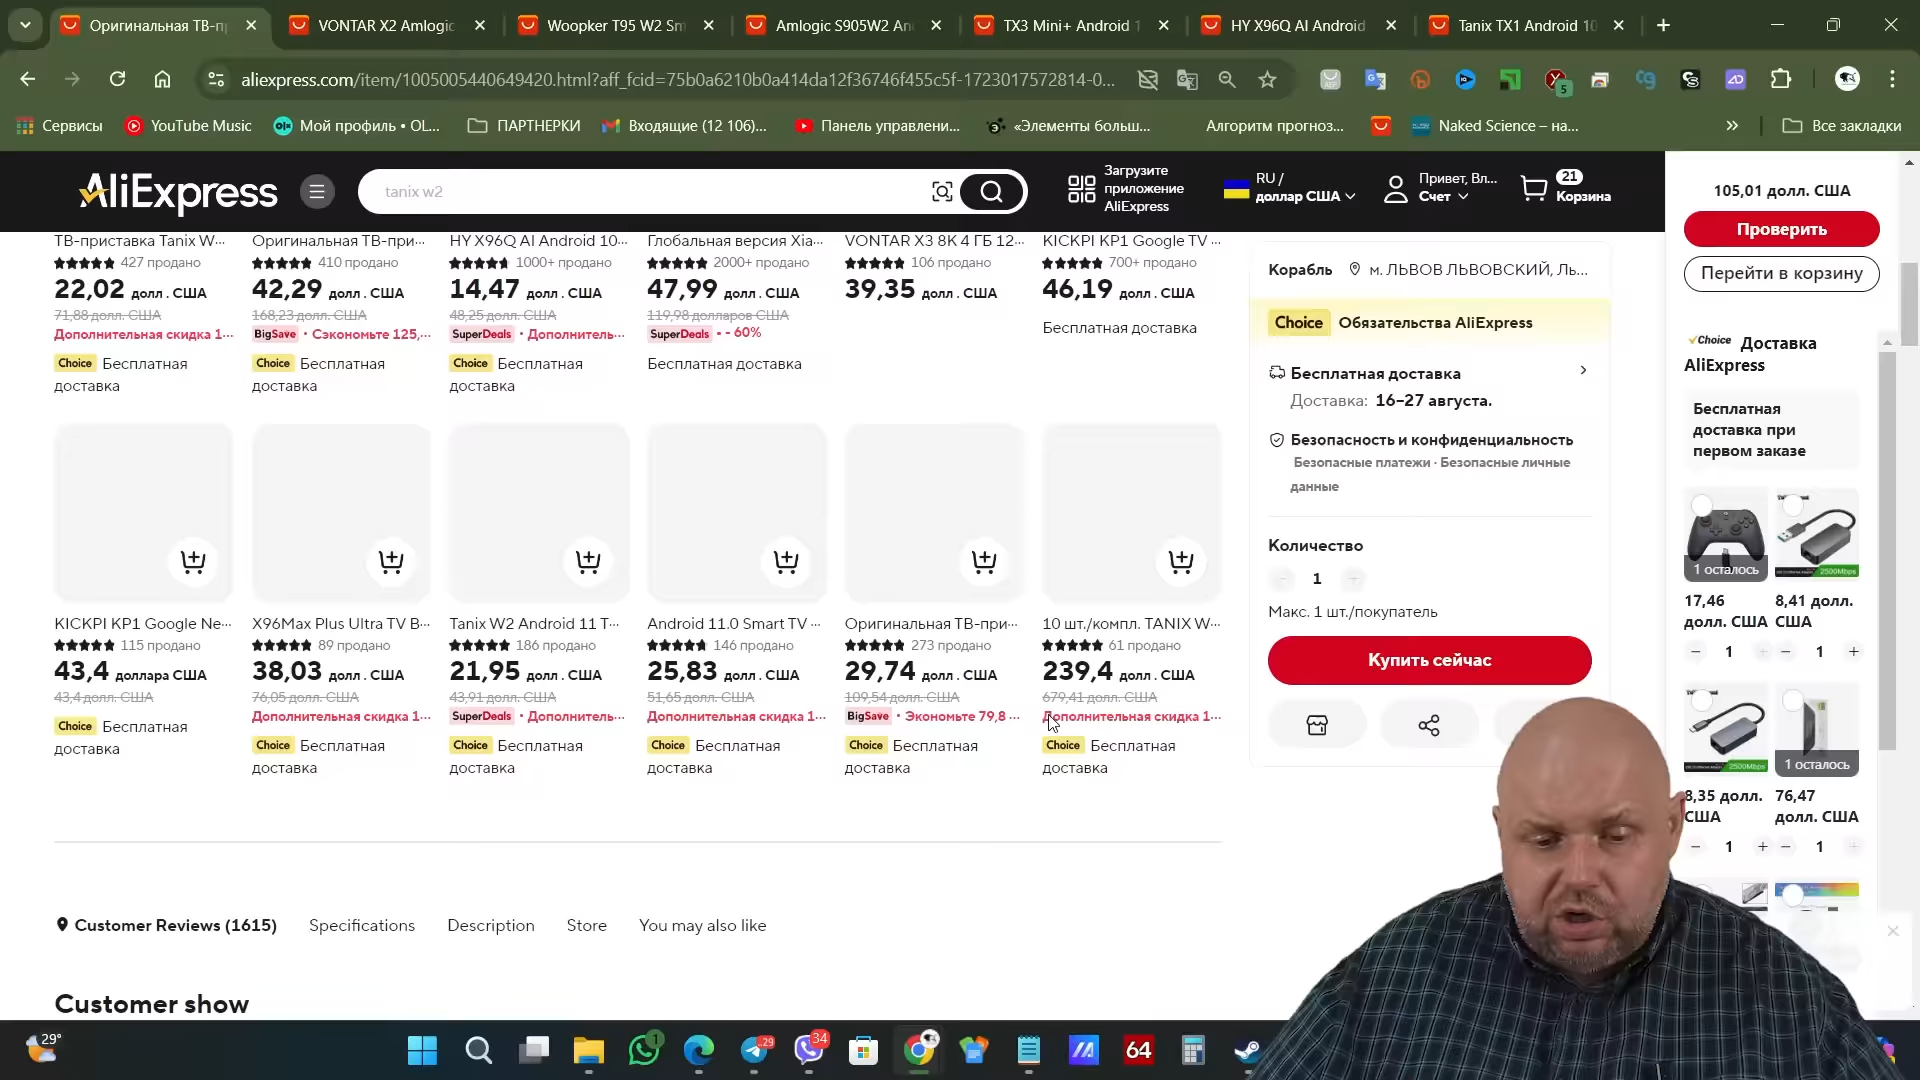 Оригинальная ТВ-п
VONTAR X2 Amlogic
Woopker T95 W2 Sm
Amlogic S905W2 An
TX3 Mini+ Android 1
HY X96Q AI Android
Tanix TX1 Android 10
aliexpress.com/item/1005005440649420.html?aff_fcid=75b0a6210b0a414da12f36746f455c5f-1723017572814-0...
5
Сервисы
YouTube Music
Мой профиль • OL...
ПАРТНЕРКИ
Входящие (12 106)...
Панель управлени...
«Элементы больш...
Алгоритм прогноз...
Naked Science – на...
Все закладки
AliExpress
tanix w2
Загрузите
приложение
AliExpress
RU /
доллар США
Привет, Вл...
Счет
21
Корзина
ТВ-приставка Tanix W...
427 продано
22,02 долл . США
71,88 долл. США
Дополнительная скидка 1...
Choice Бесплатная
доставка
Оригинальная ТВ-при...
410 продано
42,29 долл . США
168,23 долл. США
BigSave • Сэкономьте 125,...
Choice Бесплатная
доставка
HY X96Q AI Android 10...
1000+ продано
14,47 долл . США
48,25 долл. США
SuperDeals • Дополнитель...
Choice Бесплатная
доставка
Глобальная версия Xia...
2000+ продано
47,99 долл . США
119,98 долларов США
SuperDeals • - 60%
Бесплатная доставка
VONTAR X3 8K 4 ГБ 12...
106 продано
39,35 долл . США
KICKPI KP1 Google TV ...
700+ продано
46,19 долл . США
Бесплатная доставка
KICKPI KP1 Google Ne...
115 продано
43,4 доллара США
43,4 долл. США
Choice Бесплатная
доставка
X96Max Plus Ultra TV B...
89 продано
38,03 долл . США
76,05 долл. США
Дополнительная скидка 1...
Choice Бесплатная
доставка
Tanix W2 Android 11 T...
186 продано
21,95 долл . США
43,91 долл. США
SuperDeals • Дополнитель...
Choice Бесплатная
доставка
Android 11.0 Smart TV ...
146 продано
25,83 долл . США
51,65 долл. США
Дополнительная скидка 1...
Choice Бесплатная
доставка
Оригинальная ТВ-при...
273 продано
29,74 долл . США
109,54 долл. США
BigSave • Экономьте 79,8 ...
Choice Бесплатная
доставка
10 шт./компл. TANIX W...
61 продано
239,4 долл . США
679,41 долл. США
Дополнительная скидка 1...
Choice Бесплатная
доставка
Корабль м. ЛЬВОВ ЛЬВОВСКИЙ, Ль...
Choice Обязательства AliExpress
Бесплатная доставка
Доставка: 16–27 августа.
Безопасность и конфиденциальность
Безопасные платежи · Безопасные личные
данные
Количество
1
Макс. 1 шт./покупатель
Купить сейчас
105,01 долл. США
Проверить
Перейти в корзину
Choice Доставка
AliExpress
Бесплатная
доставка при
первом заказе
1 осталось
2500Mbps
17,46
долл. США
8,41 долл.
США
1
1
2500Mbps
1 осталось
8,35 долл.
США
76,47
долл. США
1
1
Customer Reviews (1615)
Specifications
Description
Store
You may also like
Customer show
29°
1
29
34
64